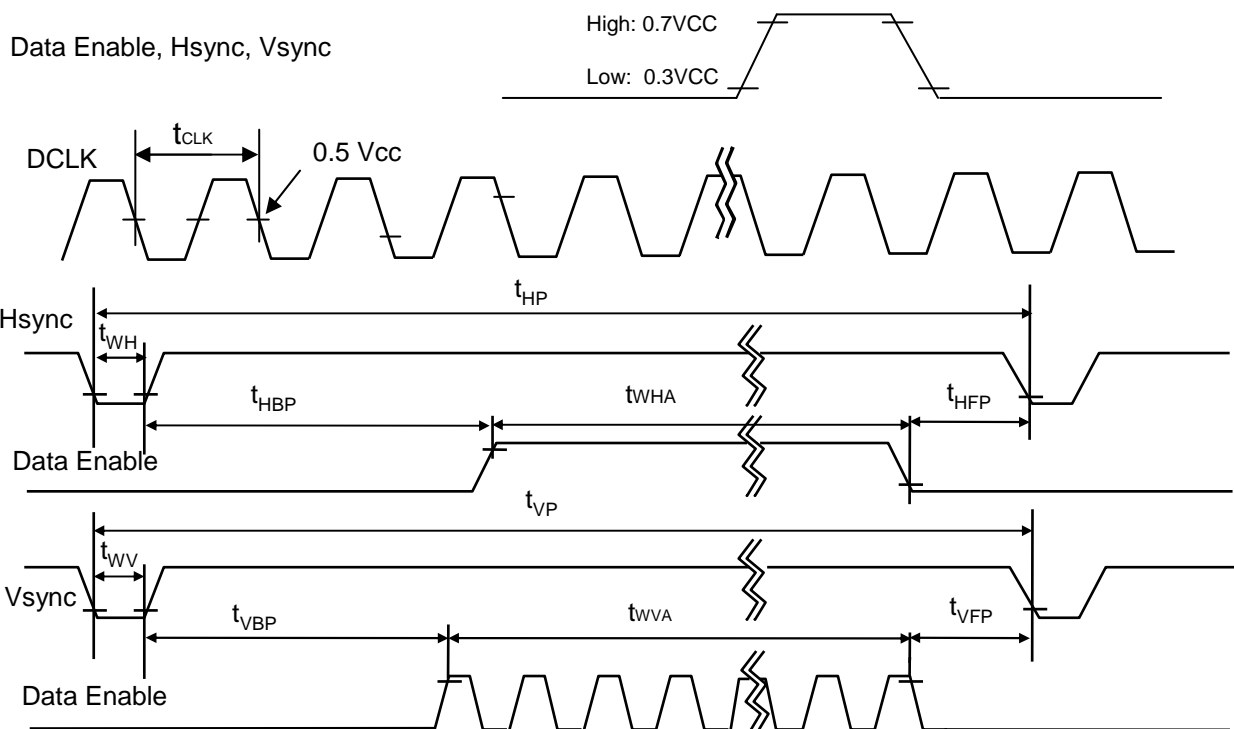 High: 0.7VCC
Data Enable, Hsync, Vsync
Low: 0.3VCC
tCLK
DCLK
0.5 Vcc
tHP
Hsync
tWH
tHBP
tWHA
tHFP
Data Enable
tVP
tWV
Vsync
tVBP
tWVA
tVFP
Data Enable